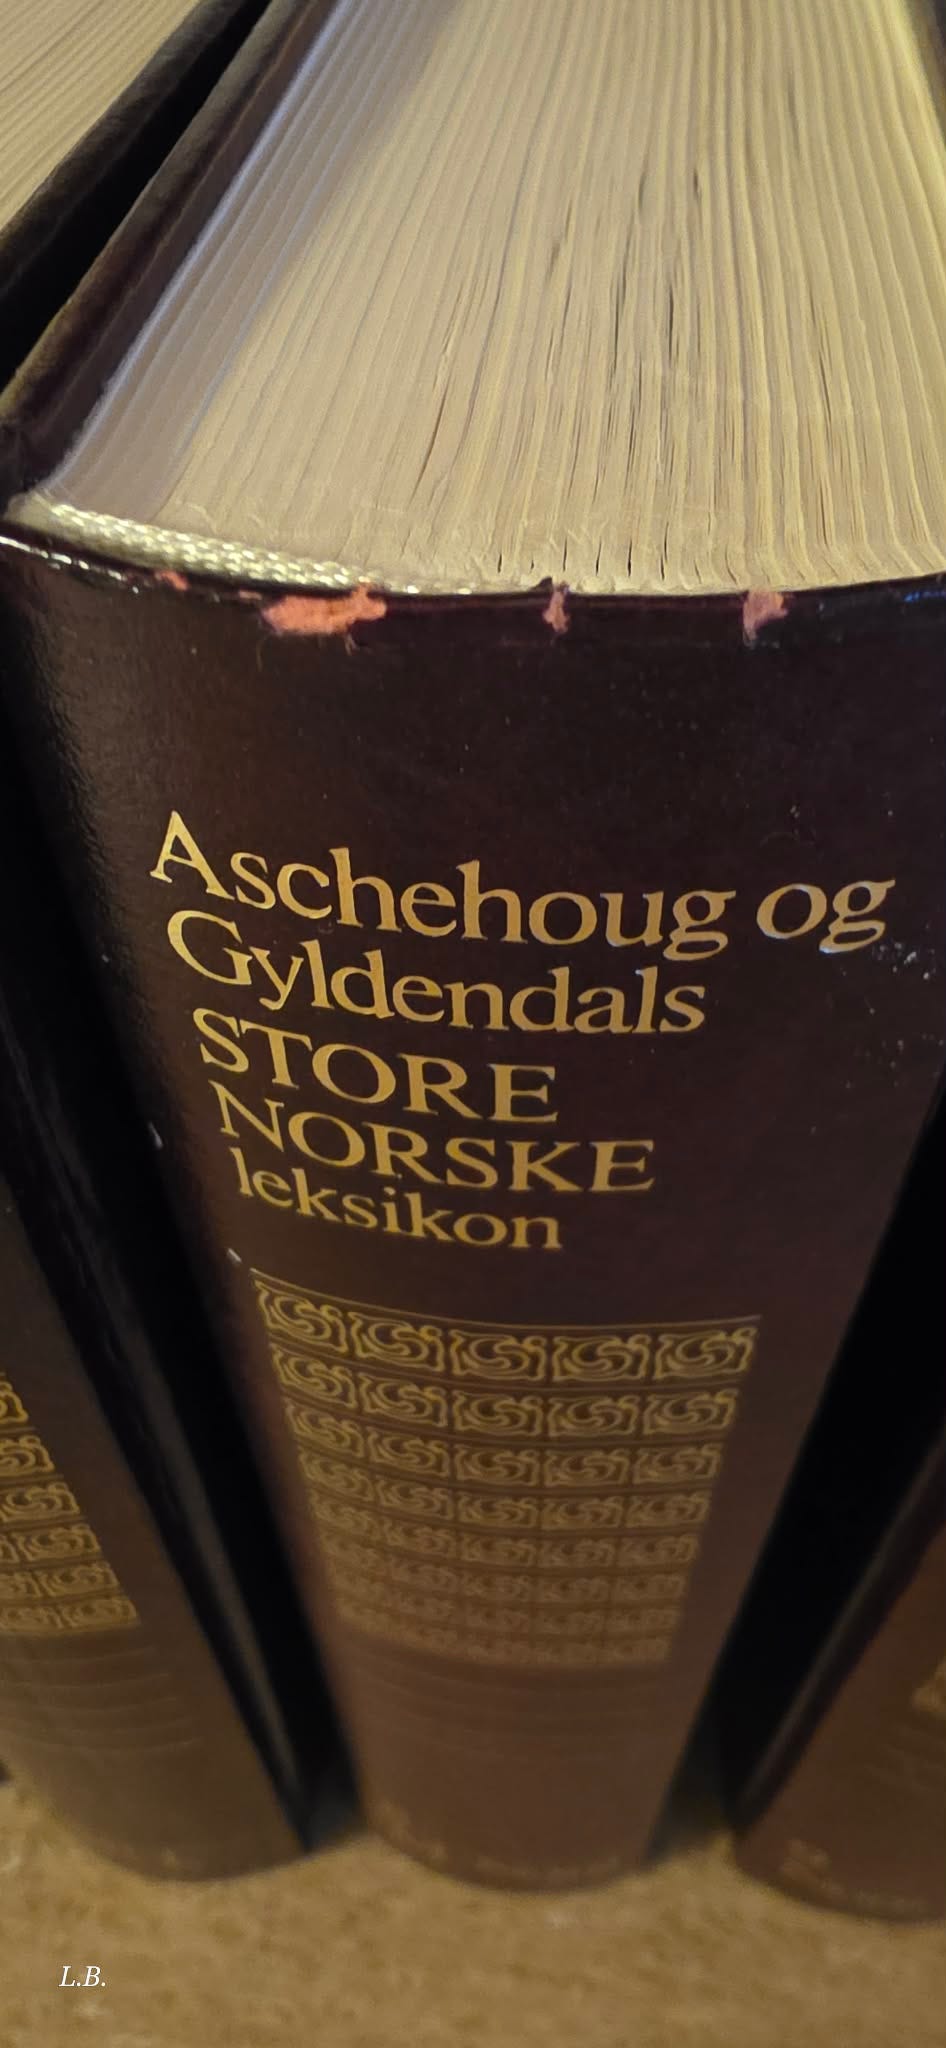 Aschehoug og
Gyldendals
STORE
NORSKE
leksikon
L.B.